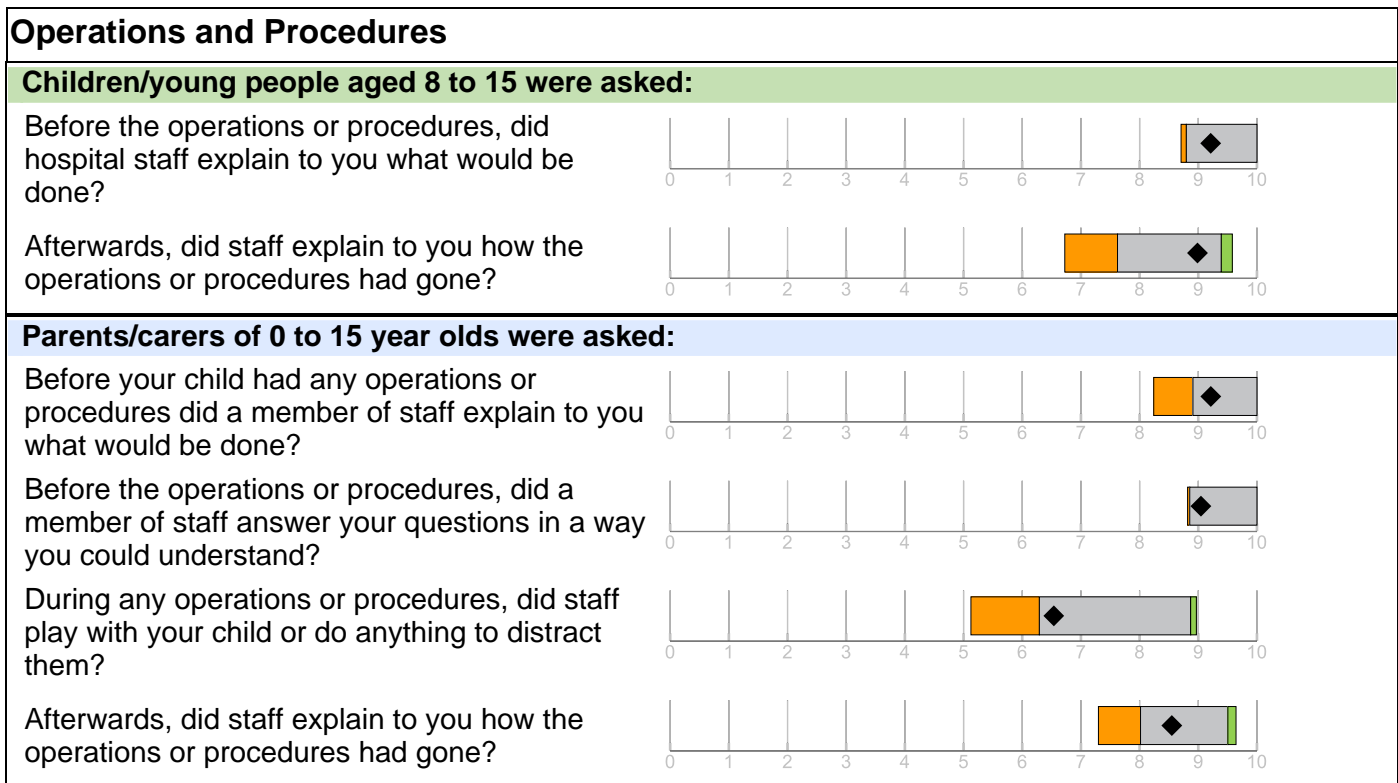 Operations and Procedures
Children/young people aged 8 to 15 were asked:
Before the operations or procedures, did
hospital staff explain to you what would be
done?
0 1 2 3 4 5 6 7 8 9 10
Afterwards, did staff explain to you how the
operations or procedures had gone?
0 1 2 3 4 5 6 7 8 9 10
Parents/carers of 0 to 15 year olds were asked:
Before your child had any operations or
procedures did a member of staff explain to you
what would be done?
0 1 2 3 4 5 6 7 8 9 10
Before the operations or procedures, did a
member of staff answer your questions in a way
you could understand?
0 1 2 3 4 5 6 7 8 9 10
During any operations or procedures, did staff
play with your child or do anything to distract
them?
0 1 2 3 4 5 6 7 8 9 10
Afterwards, did staff explain to you how the
operations or procedures had gone?
0 1 2 3 4 5 6 7 8 9 10